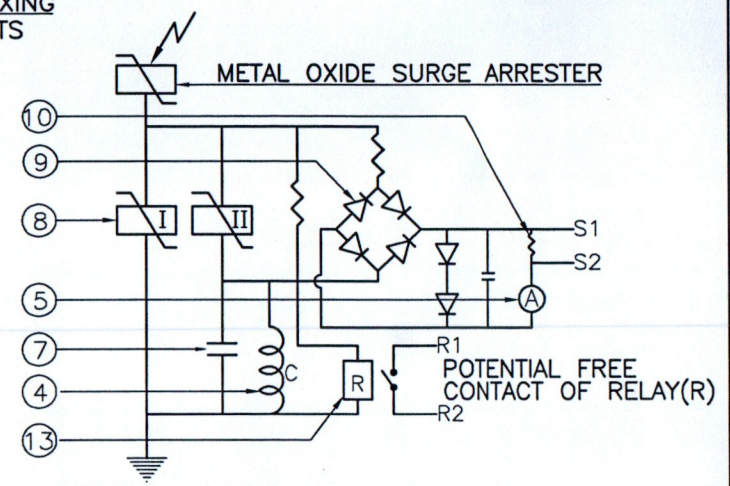 XING
TS
METAL OXIDE SURGE ARRESTER
10
9
8
I
II
S1
S2
5
A
7
C
4
R
R1
POTENTIAL FREE
CONTACT OF RELAY(R)
R2
13